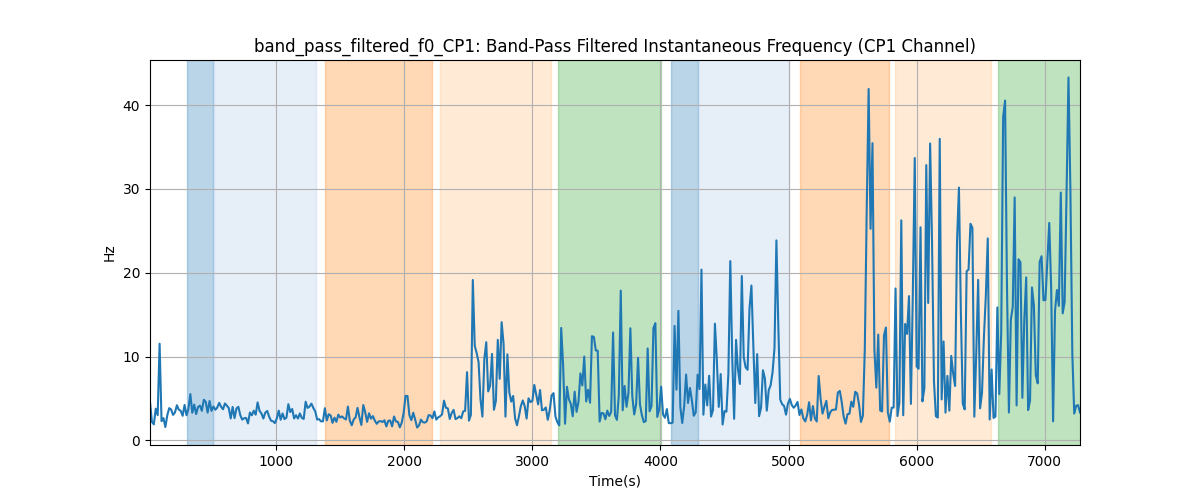 band_pass_filtered_f0_CP1: Band-Pass Filtered Instantaneous Frequency (CP1 Channel)
Hz
40
30
20
10
0
1000 2000 3000 4000 5000 6000 7000
Time(s)